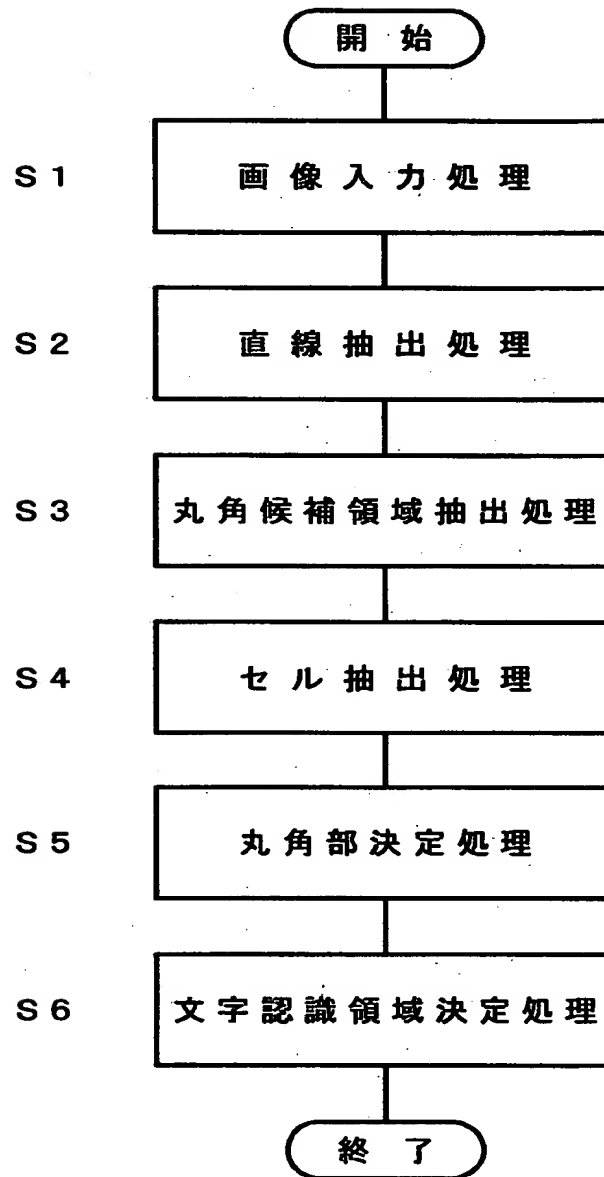 開始
S1 画像入力処理
S2 直線抽出処理
S3 丸角候補領域抽出処理
S4 セル抽出処理
S5 丸角部決定処理
S6 文字認識領域決定処理
終了